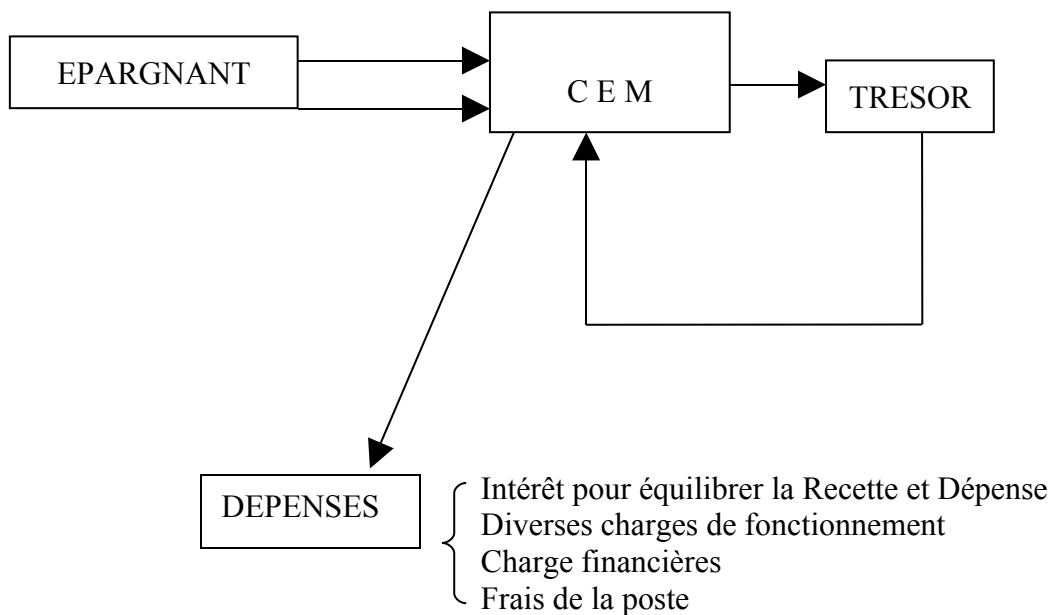 EPARGNANT
C E M
TRESOR
DEPENSES
Intérêt pour équilibrer la Recette et Dépense
Diverses charges de fonctionnement
Charge financières
Frais de la poste